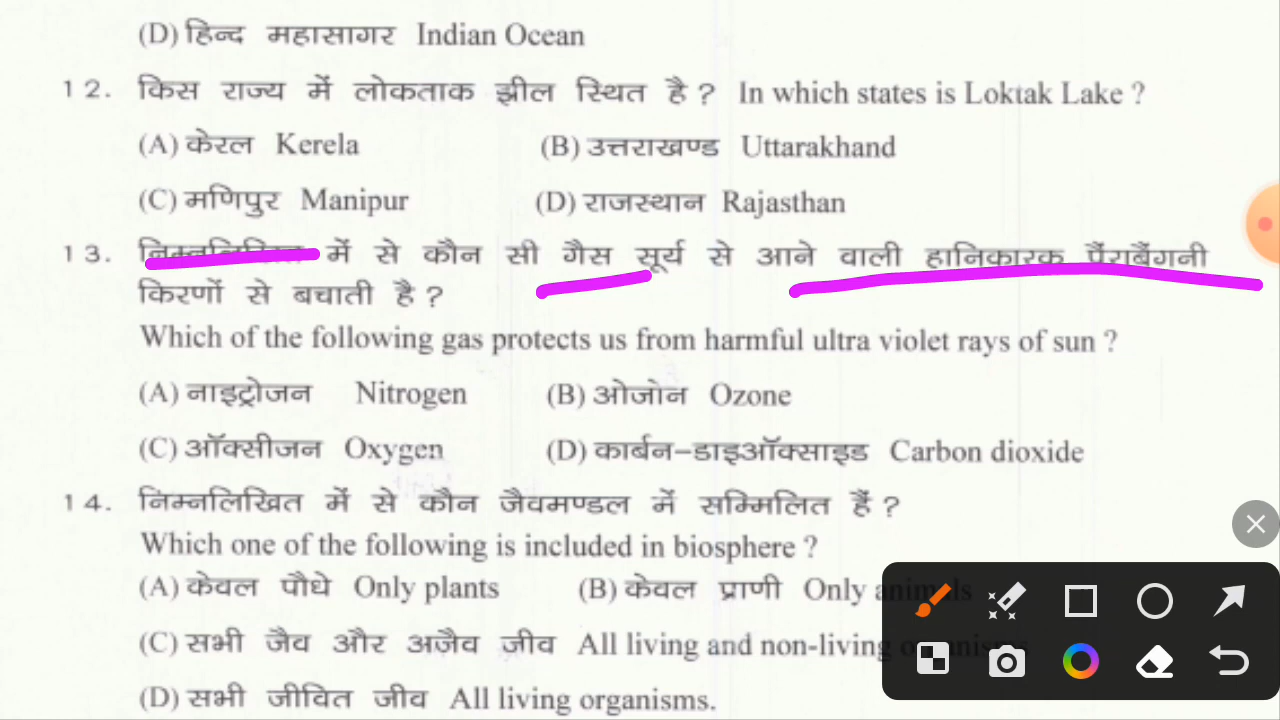 (D) हिन्द महासागर Indian Ocean
12. किस राज्य में लोकताक झील स्थित है ? In which states is Loktak Lake ?
(A) केरल Kerela (B) उत्तराखण्ड Uttarakhand
(C) मणिपुर Manipur (D) राजस्थान Rajasthan
13. निम्नलिखित में से कौन सी गैस सूर्य से आने वाली हानिकारक पैंराबैंगनी
किरणों से बचाती है ?
Which of the following gas protects us from harmful ultra violet rays of sun ?
(A) नाइट्रोजन Nitrogen (B) ओजोन Ozone
(C) ऑक्सीजन Oxygen (D) कार्बन–डाइऑक्साइड Carbon dioxide
14. निम्नलिखित में से कौन जैवमण्डल में सम्मिलित हैं ?
Which one of the following is included in biosphere ?
(A) केवल पौधे Only plants (B) केवल प्राणी Only animals
(C) सभी जैव और अजैव जीव All living and non-living organisms
(D) सभी जीवित जीव All living organisms.